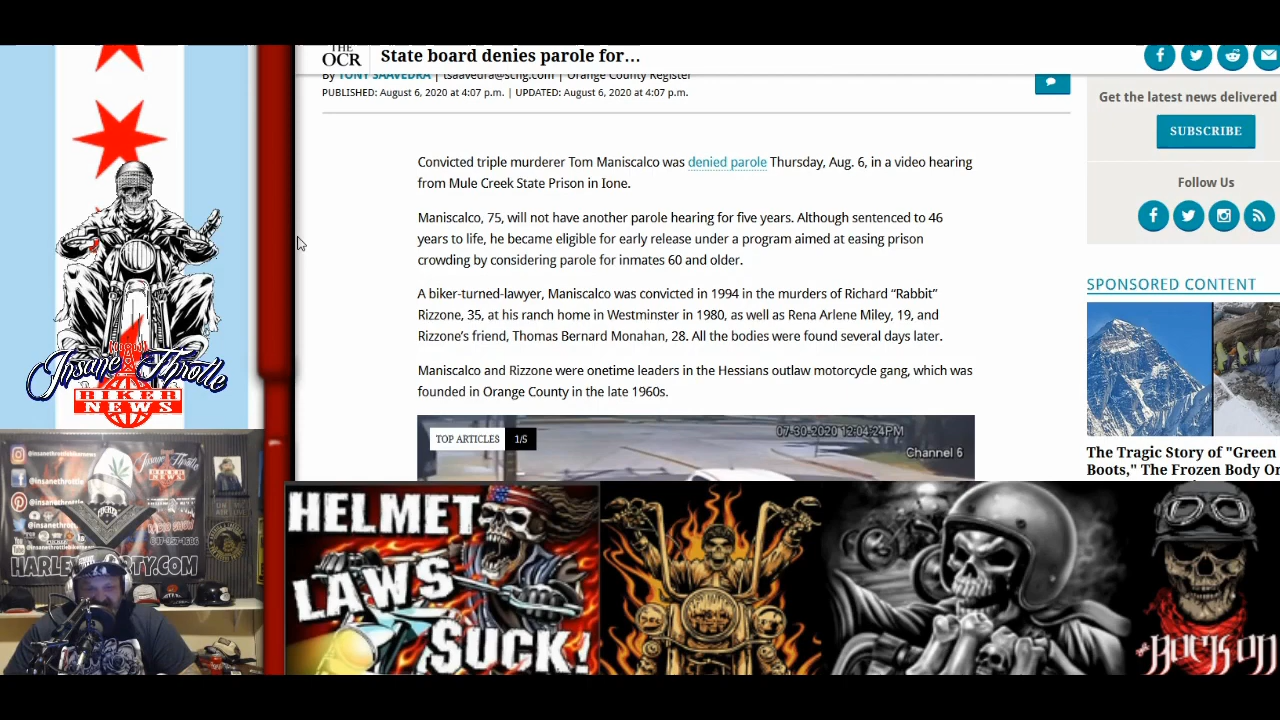 THE
OCR
State board denies parole for…
By TONY SAAVEDRA | tsaavedra@scng.com | Orange County Register
PUBLISHED: August 6, 2020 at 4:07 p.m. | UPDATED: August 6, 2020 at 4:07 p.m.
Convicted triple murderer Tom Maniscalco was denied parole Thursday, Aug. 6, in a video hearing
from Mule Creek State Prison in Ione.
Maniscalco, 75, will not have another parole hearing for five years. Although sentenced to 46
years to life, he became eligible for early release under a program aimed at easing prison
crowding by considering parole for inmates 60 and older.
A biker-turned-lawyer, Maniscalco was convicted in 1994 in the murders of Richard “Rabbit”
Rizzone, 35, at his ranch home in Westminster in 1980, as well as Rena Arlene Miley, 19, and
Rizzone’s friend, Thomas Bernard Monahan, 28. All the bodies were found several days later.
Maniscalco and Rizzone were onetime leaders in the Hessians outlaw motorcycle gang, which was
founded in Orange County in the late 1960s.
TOP ARTICLES 1/5
07-30-2020 12:04:24PM
Channel 6
Get the latest news delivered
SUBSCRIBE
Follow Us
SPONSORED CONTENT
The Tragic Story of "Green
Boots," The Frozen Body
Insane Throttle
BIKER
NEWS
@insanethrottlebikernews
HELMET
LAWS
SUCK!
ROCK ON